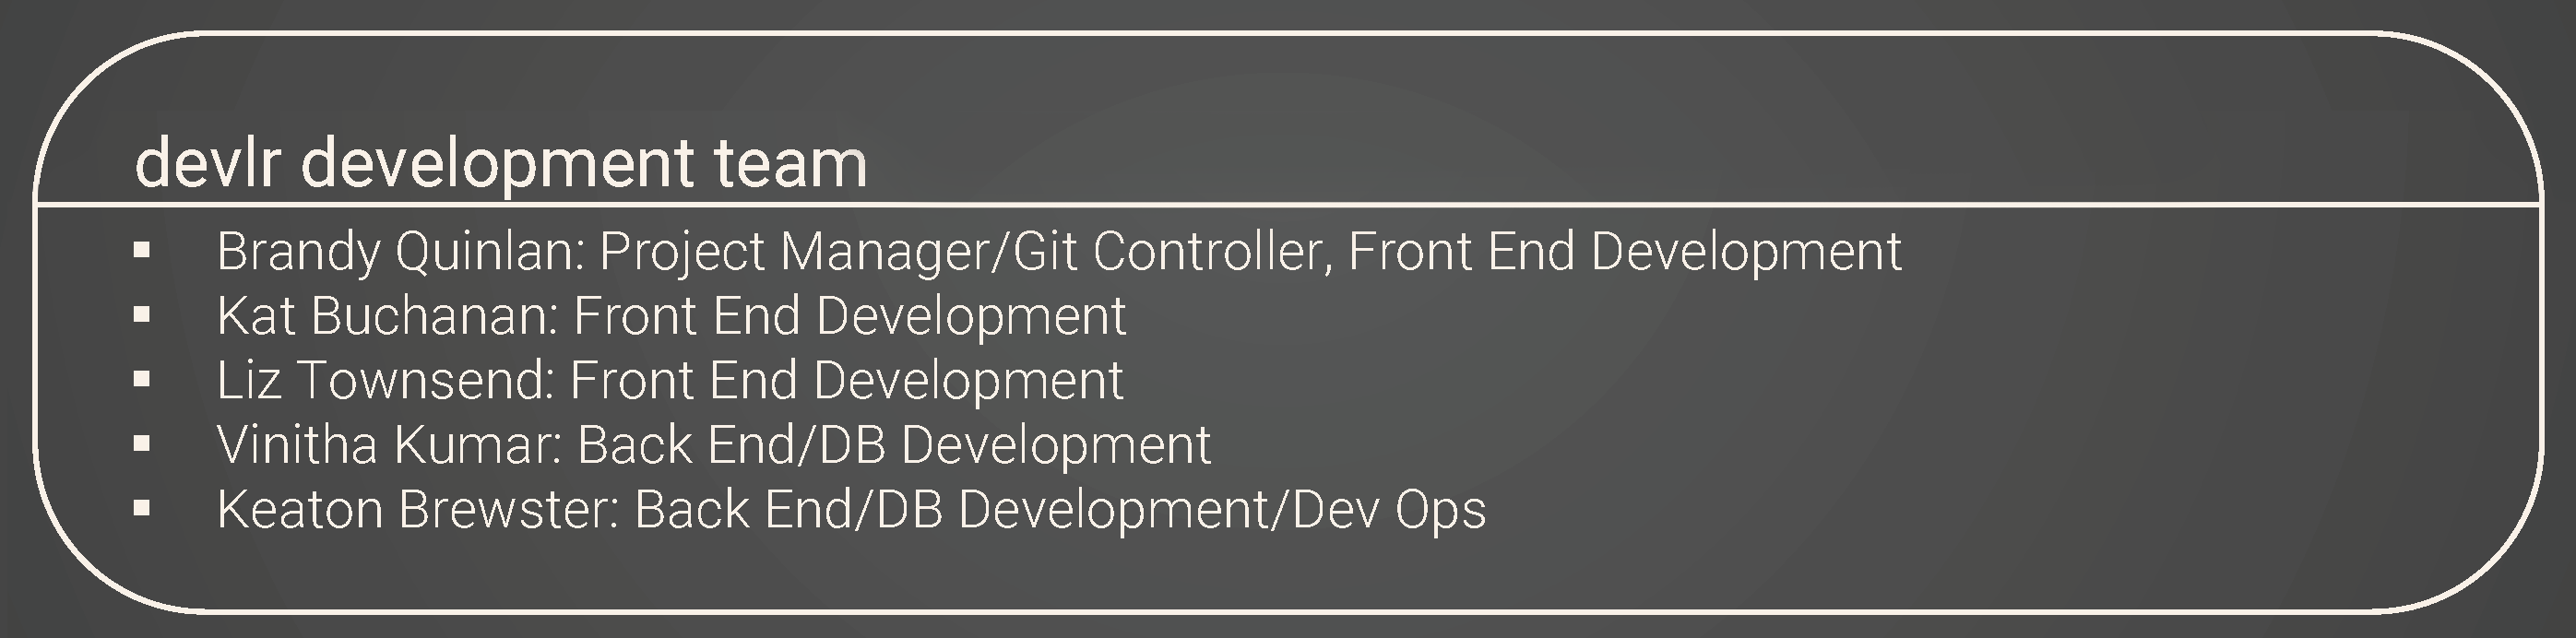 devlr development team
▪ Brandy Quinlan: Project Manager/Git Controller, Front End Development
▪ Kat Buchanan: Front End Development
▪ Liz Townsend: Front End Development
▪ Vinitha Kumar: Back End/DB Development
▪ Keaton Brewster: Back End/DB Development/Dev Ops